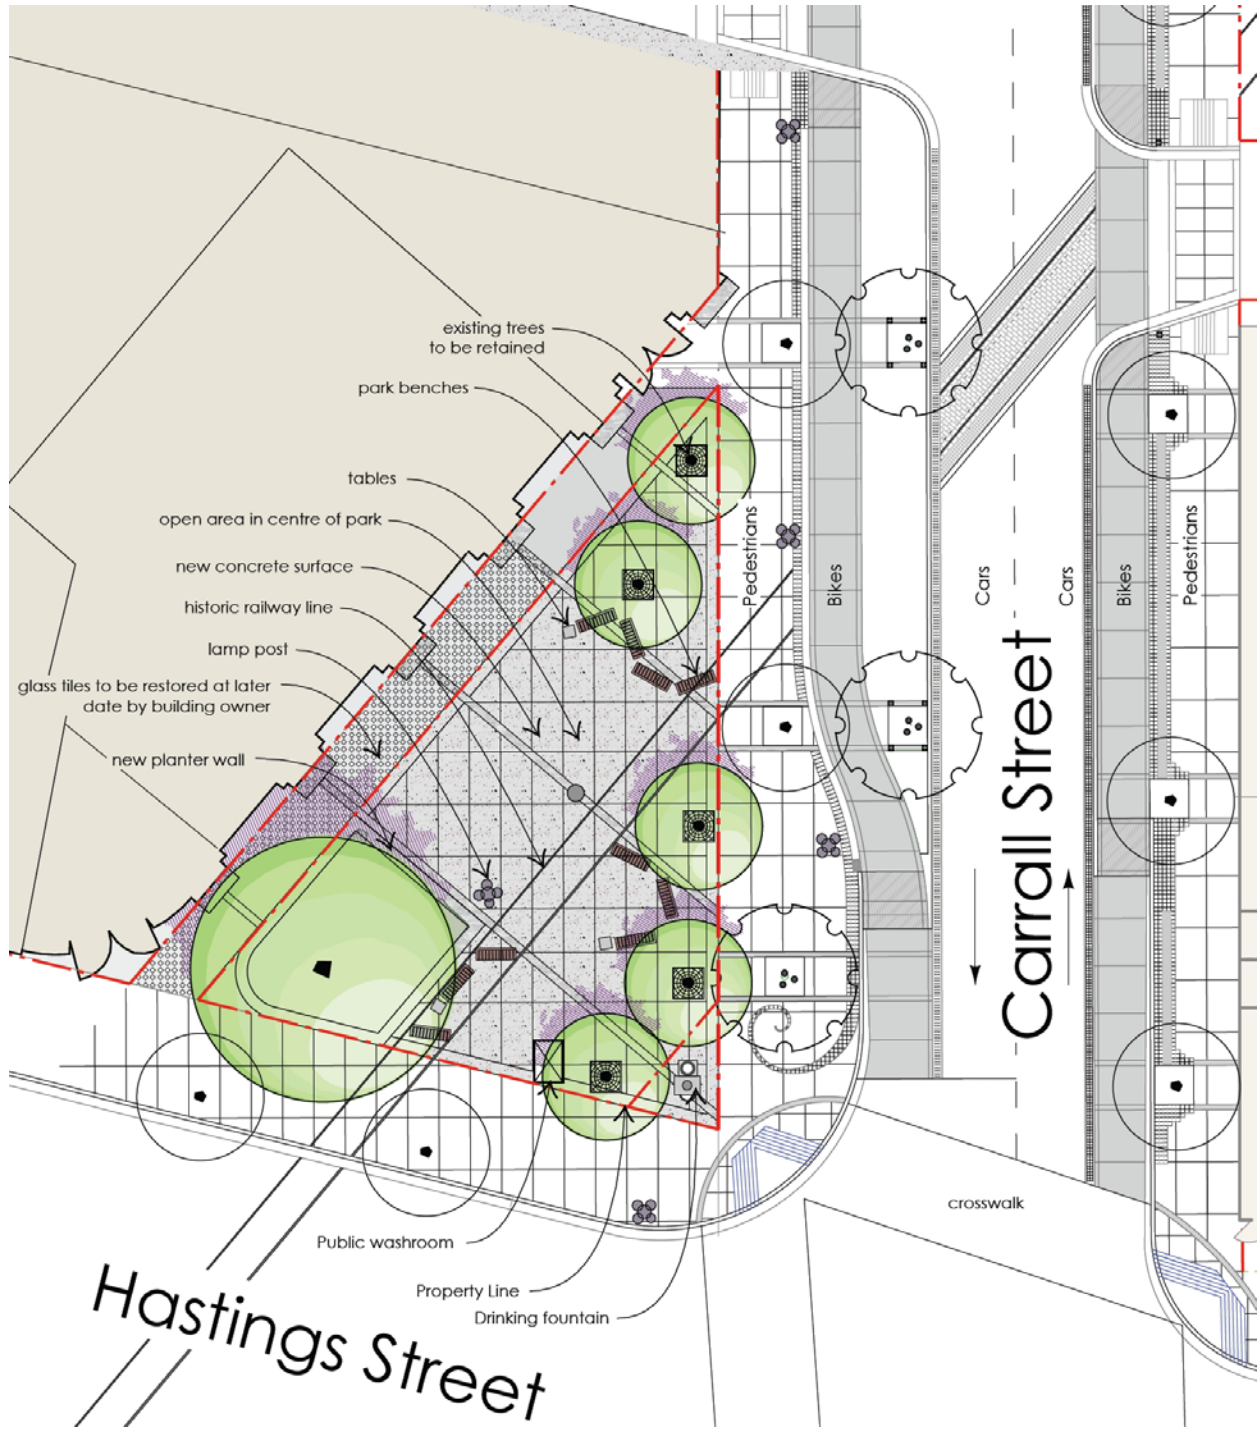 existing trees
to be retained
park benches
tables
open area in centre of park
new concrete surface
historic railway line
lamp post
glass tiles to be restored at later
date by building owner
new planter wall
Pedestrians
Bikes
Cars
Cars
Bikes
Pedestrians
Carrall Street
crosswalk
Public washroom
Property Line
Drinking fountain
Hastings Street